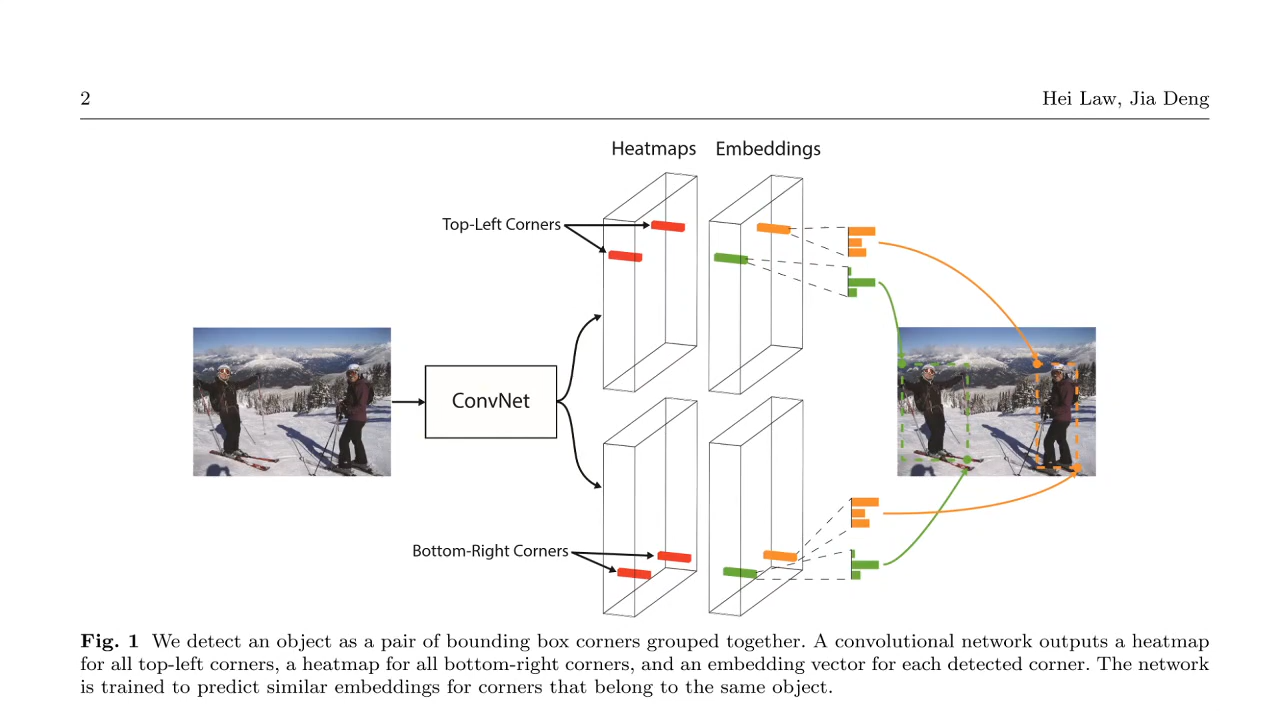 2
Hei Law, Jia Deng
Heatmaps
Embeddings
Top-Left Corners
ConvNet
Bottom-Right Corners
Fig. 1 We detect an object as a pair of bounding box corners grouped together. A convolutional network outputs a heatmap
for all top-left corners, a heatmap for all bottom-right corners, and an embedding vector for each detected corner. The network
is trained to predict similar embeddings for corners that belong to the same object.